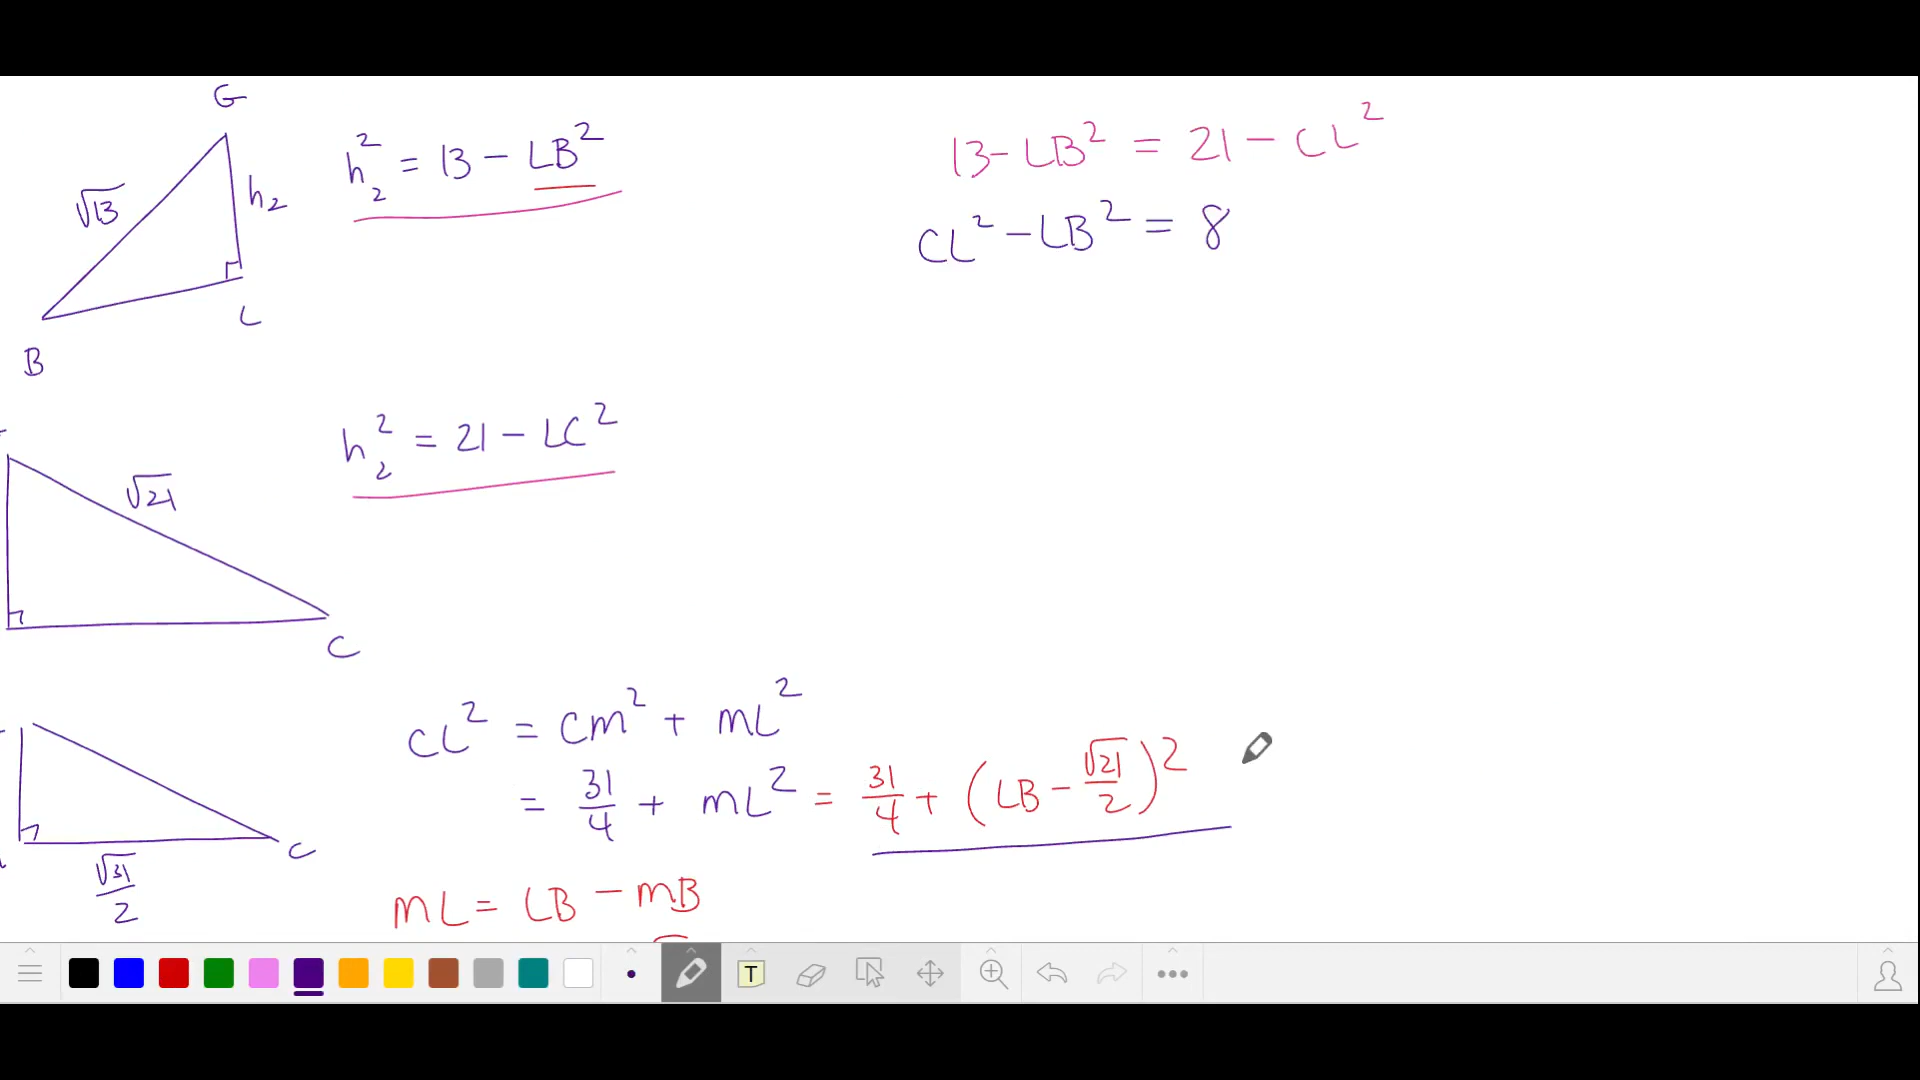 G
√13
h₂
L
B
h₂² = 13 - LB²
13 - LB² = 21 - CL²
CL² - LB² = 8
√21
C
h₂² = 21 - LC²
CL² = Cm² + mL²
= 31/4 + mL² = 31/4 + (LB - √21/2)²
C
√31/2
mL = LB - mB
T